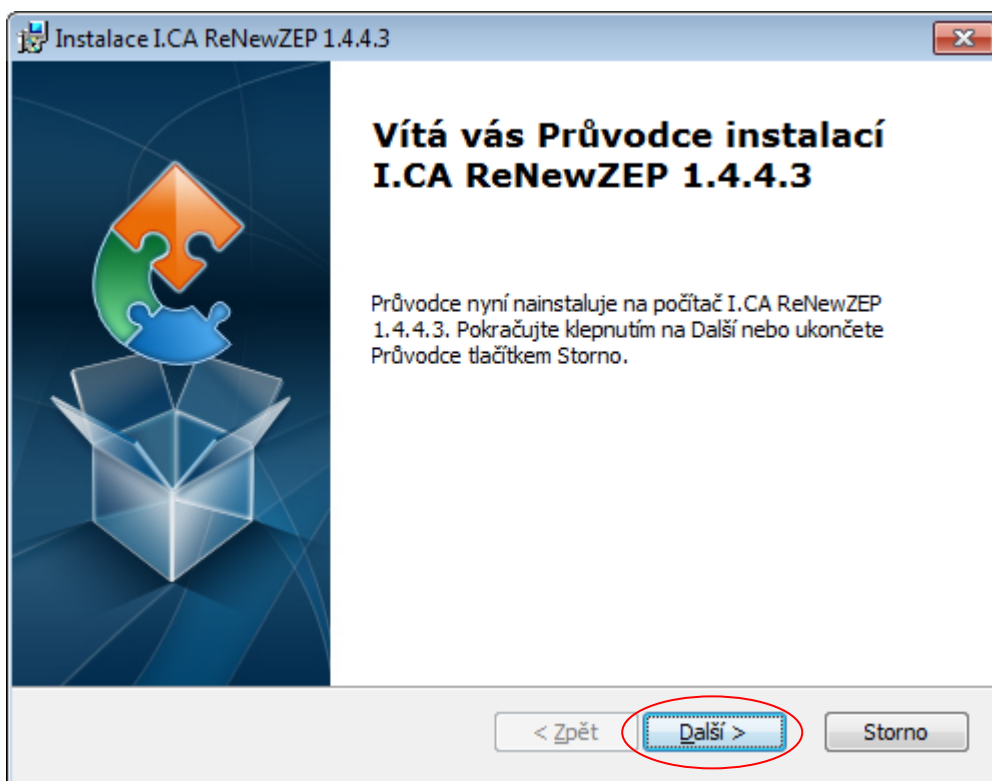 Instalace I.CA ReNewZEP 1.4.4.3
Vítá vás Průvodce instalací
I.CA ReNewZEP 1.4.4.3
Průvodce nyní nainstaluje na počítač I.CA ReNewZEP
1.4.4.3. Pokračujte klepnutím na Další nebo ukončete
Průvodce tlačítkem Storno.
< Zpět
Další >
Storno